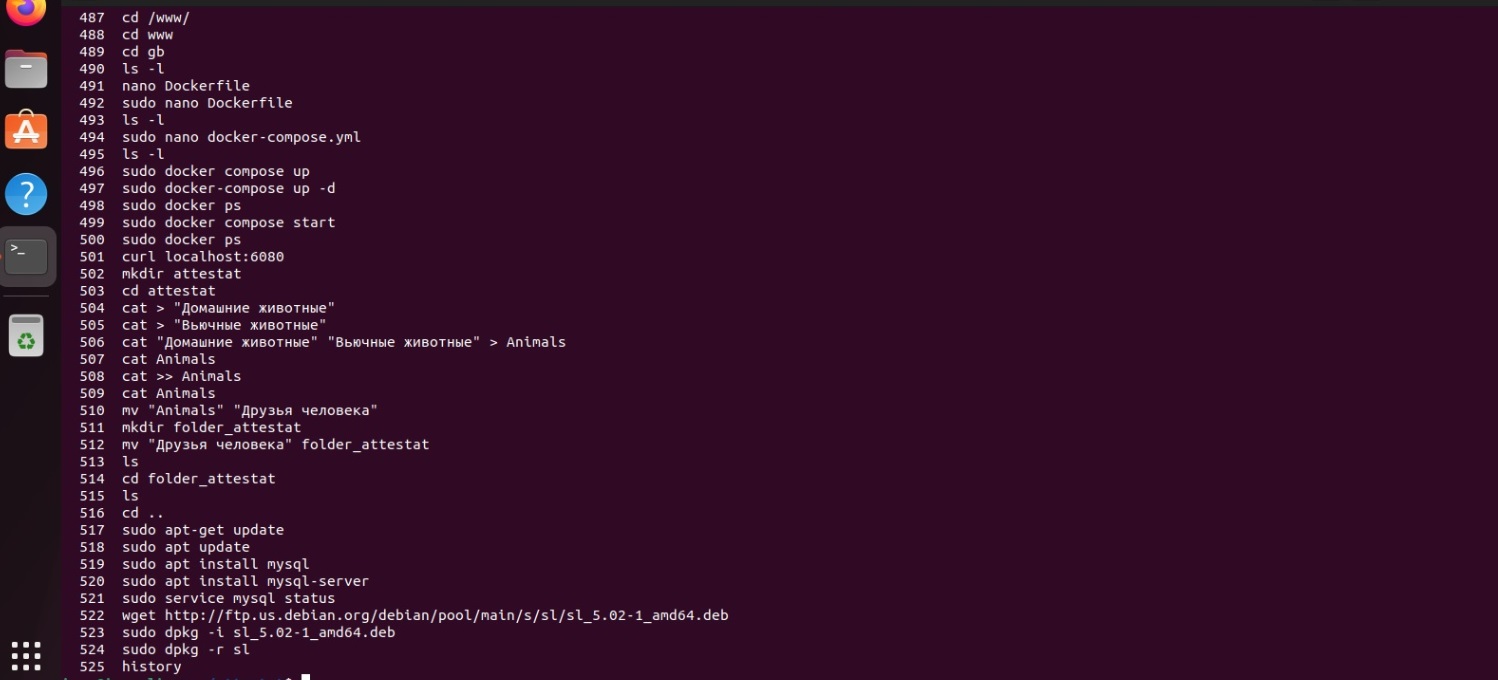 487 cd /www/
488 cd www
489 cd gb
490 ls -l
491 nano Dockerfile
492 sudo nano Dockerfile
493 ls -l
494 sudo nano docker-compose.yml
495 ls -l
496 sudo docker compose up
497 sudo docker-compose up -d
498 sudo docker ps
499 sudo docker compose start
500 sudo docker ps
501 curl localhost:6080
502 mkdir attestat
503 cd attestat
504 cat > "Домашние животные"
505 cat > "Вьючные животные"
506 cat "Домашние животные" "Вьючные животные" > Animals
507 cat Animals
508 cat >> Animals
509 cat Animals
510 mv "Animals" "Друзья человека"
511 mkdir folder_attestat
512 mv "Друзья человека" folder_attestat
513 ls
514 cd folder_attestat
515 ls
516 cd ..
517 sudo apt-get update
518 sudo apt update
519 sudo apt install mysql
520 sudo apt install mysql-server
521 sudo service mysql status
522 wget http://ftp.us.debian.org/debian/pool/main/s/sl/sl_5.02-1_amd64.deb
523 sudo dpkg -i sl_5.02-1_amd64.deb
524 sudo dpkg -r sl
525 history